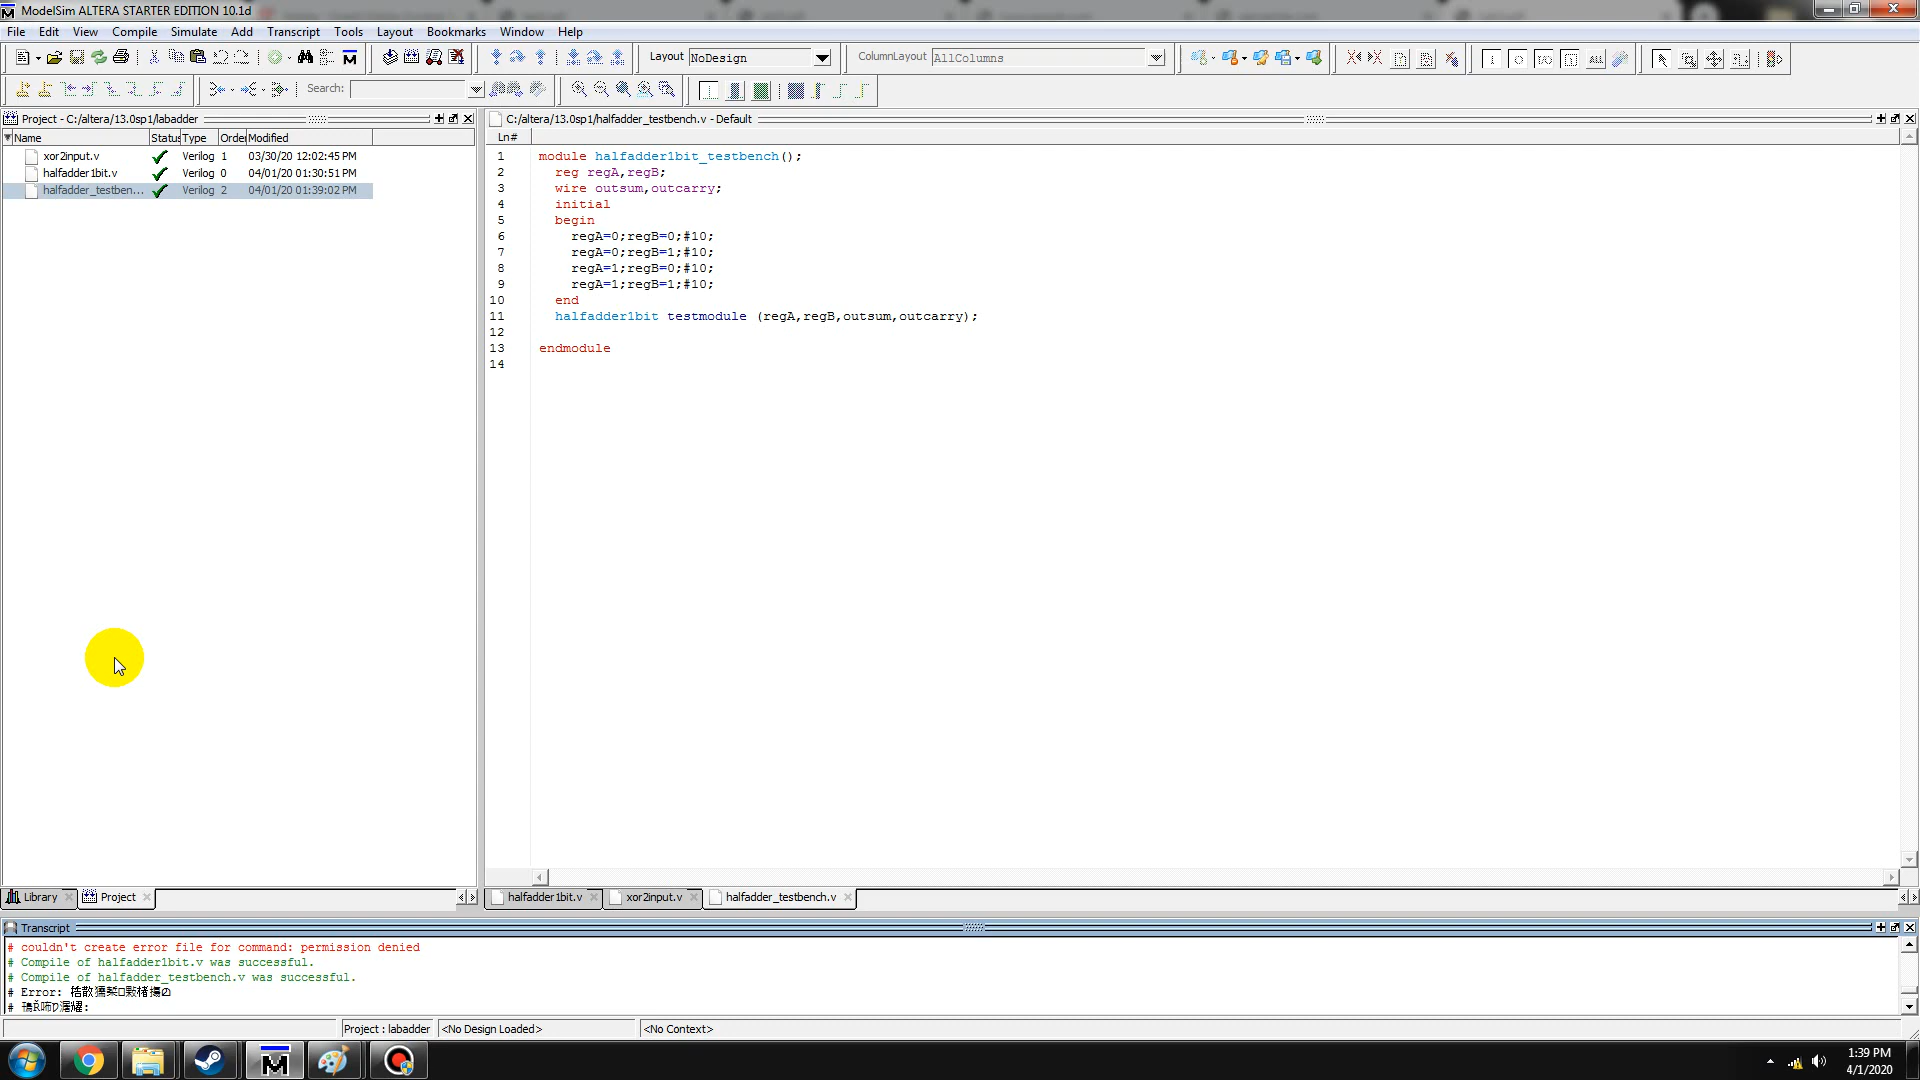 ModelSim ALTERA STARTER EDITION 10.1d
File Edit View Compile Simulate Add Transcript Tools Layout Bookmarks Window Help
Layout NoDesign ColumnLayout AllColumns
Search:
Project - C:/altera/13.0sp1/labadder
Name Status Type Order Modified
xor2input.v Verilog 1 03/30/20 12:02:45 PM
halfadder1bit.v Verilog 0 04/01/20 01:30:51 PM
halfadder_testben... Verilog 2 04/01/20 01:39:02 PM
C:/altera/13.0sp1/halfadder_testbench.v - Default
Ln#
1 module halfadder1bit_testbench();
2 reg regA,regB;
3 wire outsum,outcarry;
4 initial
5 begin
6 regA=0;regB=0;#10;
7 regA=0;regB=1;#10;
8 regA=1;regB=0;#10;
9 regA=1;regB=1;#10;
10 end
11 halfadder1bit testmodule (regA,regB,outsum,outcarry);
12
13 endmodule
14
Library Project
halfadder1bit.v xor2input.v halfadder_testbench.v
Transcript
# couldn't create error file for command: permission denied
# Compile of halfadder1bit.v was successful.
# Compile of halfadder_testbench.v was successful.
# Error:
#
Project : labadder <No Design Loaded> <No Context>
1:39 PM
4/1/2020